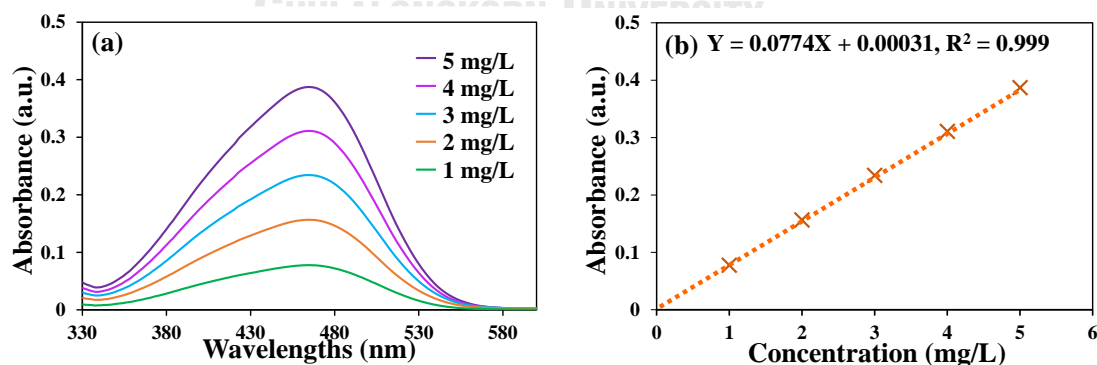 CHULALONGKORN UNIVERSITY
(a)
Absorbance (a.u.)
0.5
0.4
0.3
0.2
0.1
0
5 mg/L
4 mg/L
3 mg/L
2 mg/L
1 mg/L
330 380 430 480 530 580
Wavelengths (nm)
(b) Y = 0.0774X + 0.00031, R² = 0.999
Absorbance (a.u.)
0.5
0.4
0.3
0.2
0.1
0
0 1 2 3 4 5 6
Concentration (mg/L)